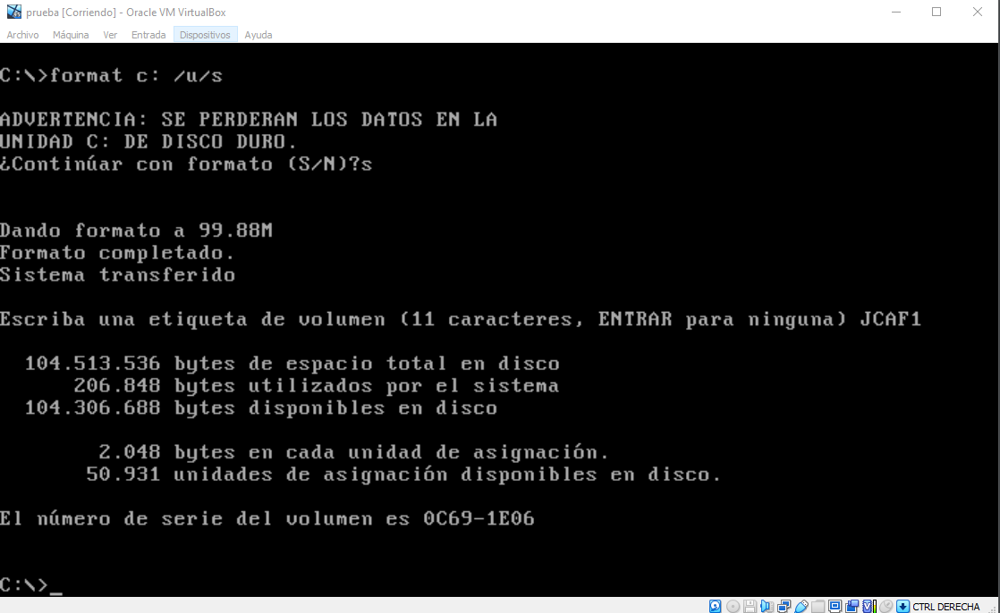 prueba [Corriendo] - Oracle VM VirtualBox
Archivo Máquina Ver Entrada Dispositivos Ayuda
C:\>format c: /u/s
ADVERTENCIA: SE PERDERAN LOS DATOS EN LA
UNIDAD C: DE DISCO DURO.
¿Continúar con formato (S/N)?s
Dando formato a 99.88M
Formato completado.
Sistema transferido
Escriba una etiqueta de volumen (11 caracteres, ENTRAR para ninguna) JCAF1
104.513.536 bytes de espacio total en disco
206.848 bytes utilizados por el sistema
104.306.688 bytes disponibles en disco
2.048 bytes en cada unidad de asignación.
50.931 unidades de asignación disponibles en disco.
El número de serie del volumen es 0C69-1E06
C:\>_
CTRL DERECHA